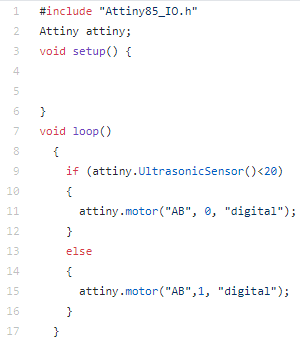 1 #include "Attiny85_IO.h"
2 Attiny attiny;
3 void setup() {
4
5
6 }
7 void loop()
8 {
9 if (attiny.UltrasonicSensor()<20)
10 {
11 attiny.motor("AB", 0, "digital");
12 }
13 else
14 {
15 attiny.motor("AB",1, "digital");
16 }
17 }